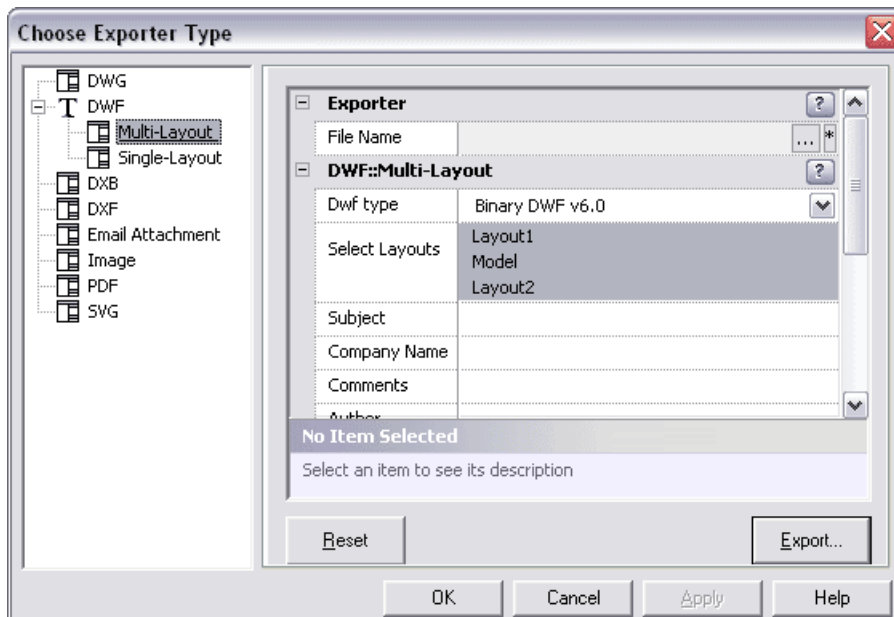 Choose Exporter Type
DWG
DWF
Multi-Layout
Single-Layout
DXB
DXF
Email Attachment
Image
PDF
SVG
Exporter
?
File Name
... *
DWF::Multi-Layout
?
Dwf type
Binary DWF v6.0
Select Layouts
Layout1
Model
Layout2
Subject
Company Name
Comments
Author
No Item Selected
Select an item to see its description
Reset
Export...
OK
Cancel
Apply
Help